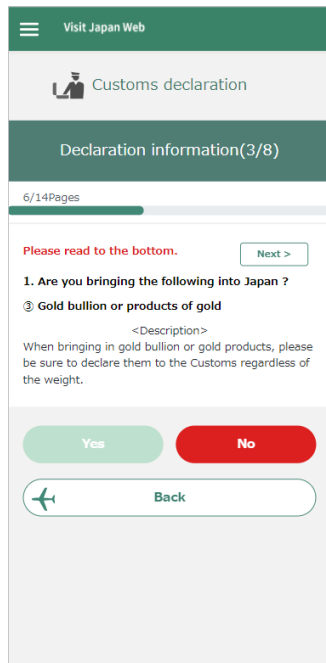 Visit Japan Web
Customs declaration
Declaration information(3/8)
6/14Pages
Please read to the bottom.
Next >
1. Are you bringing the following into Japan ?
③ Gold bullion or products of gold
<Description>
When bringing in gold bullion or gold products, please
be sure to declare them to the Customs regardless of
the weight.
Yes
No
Back